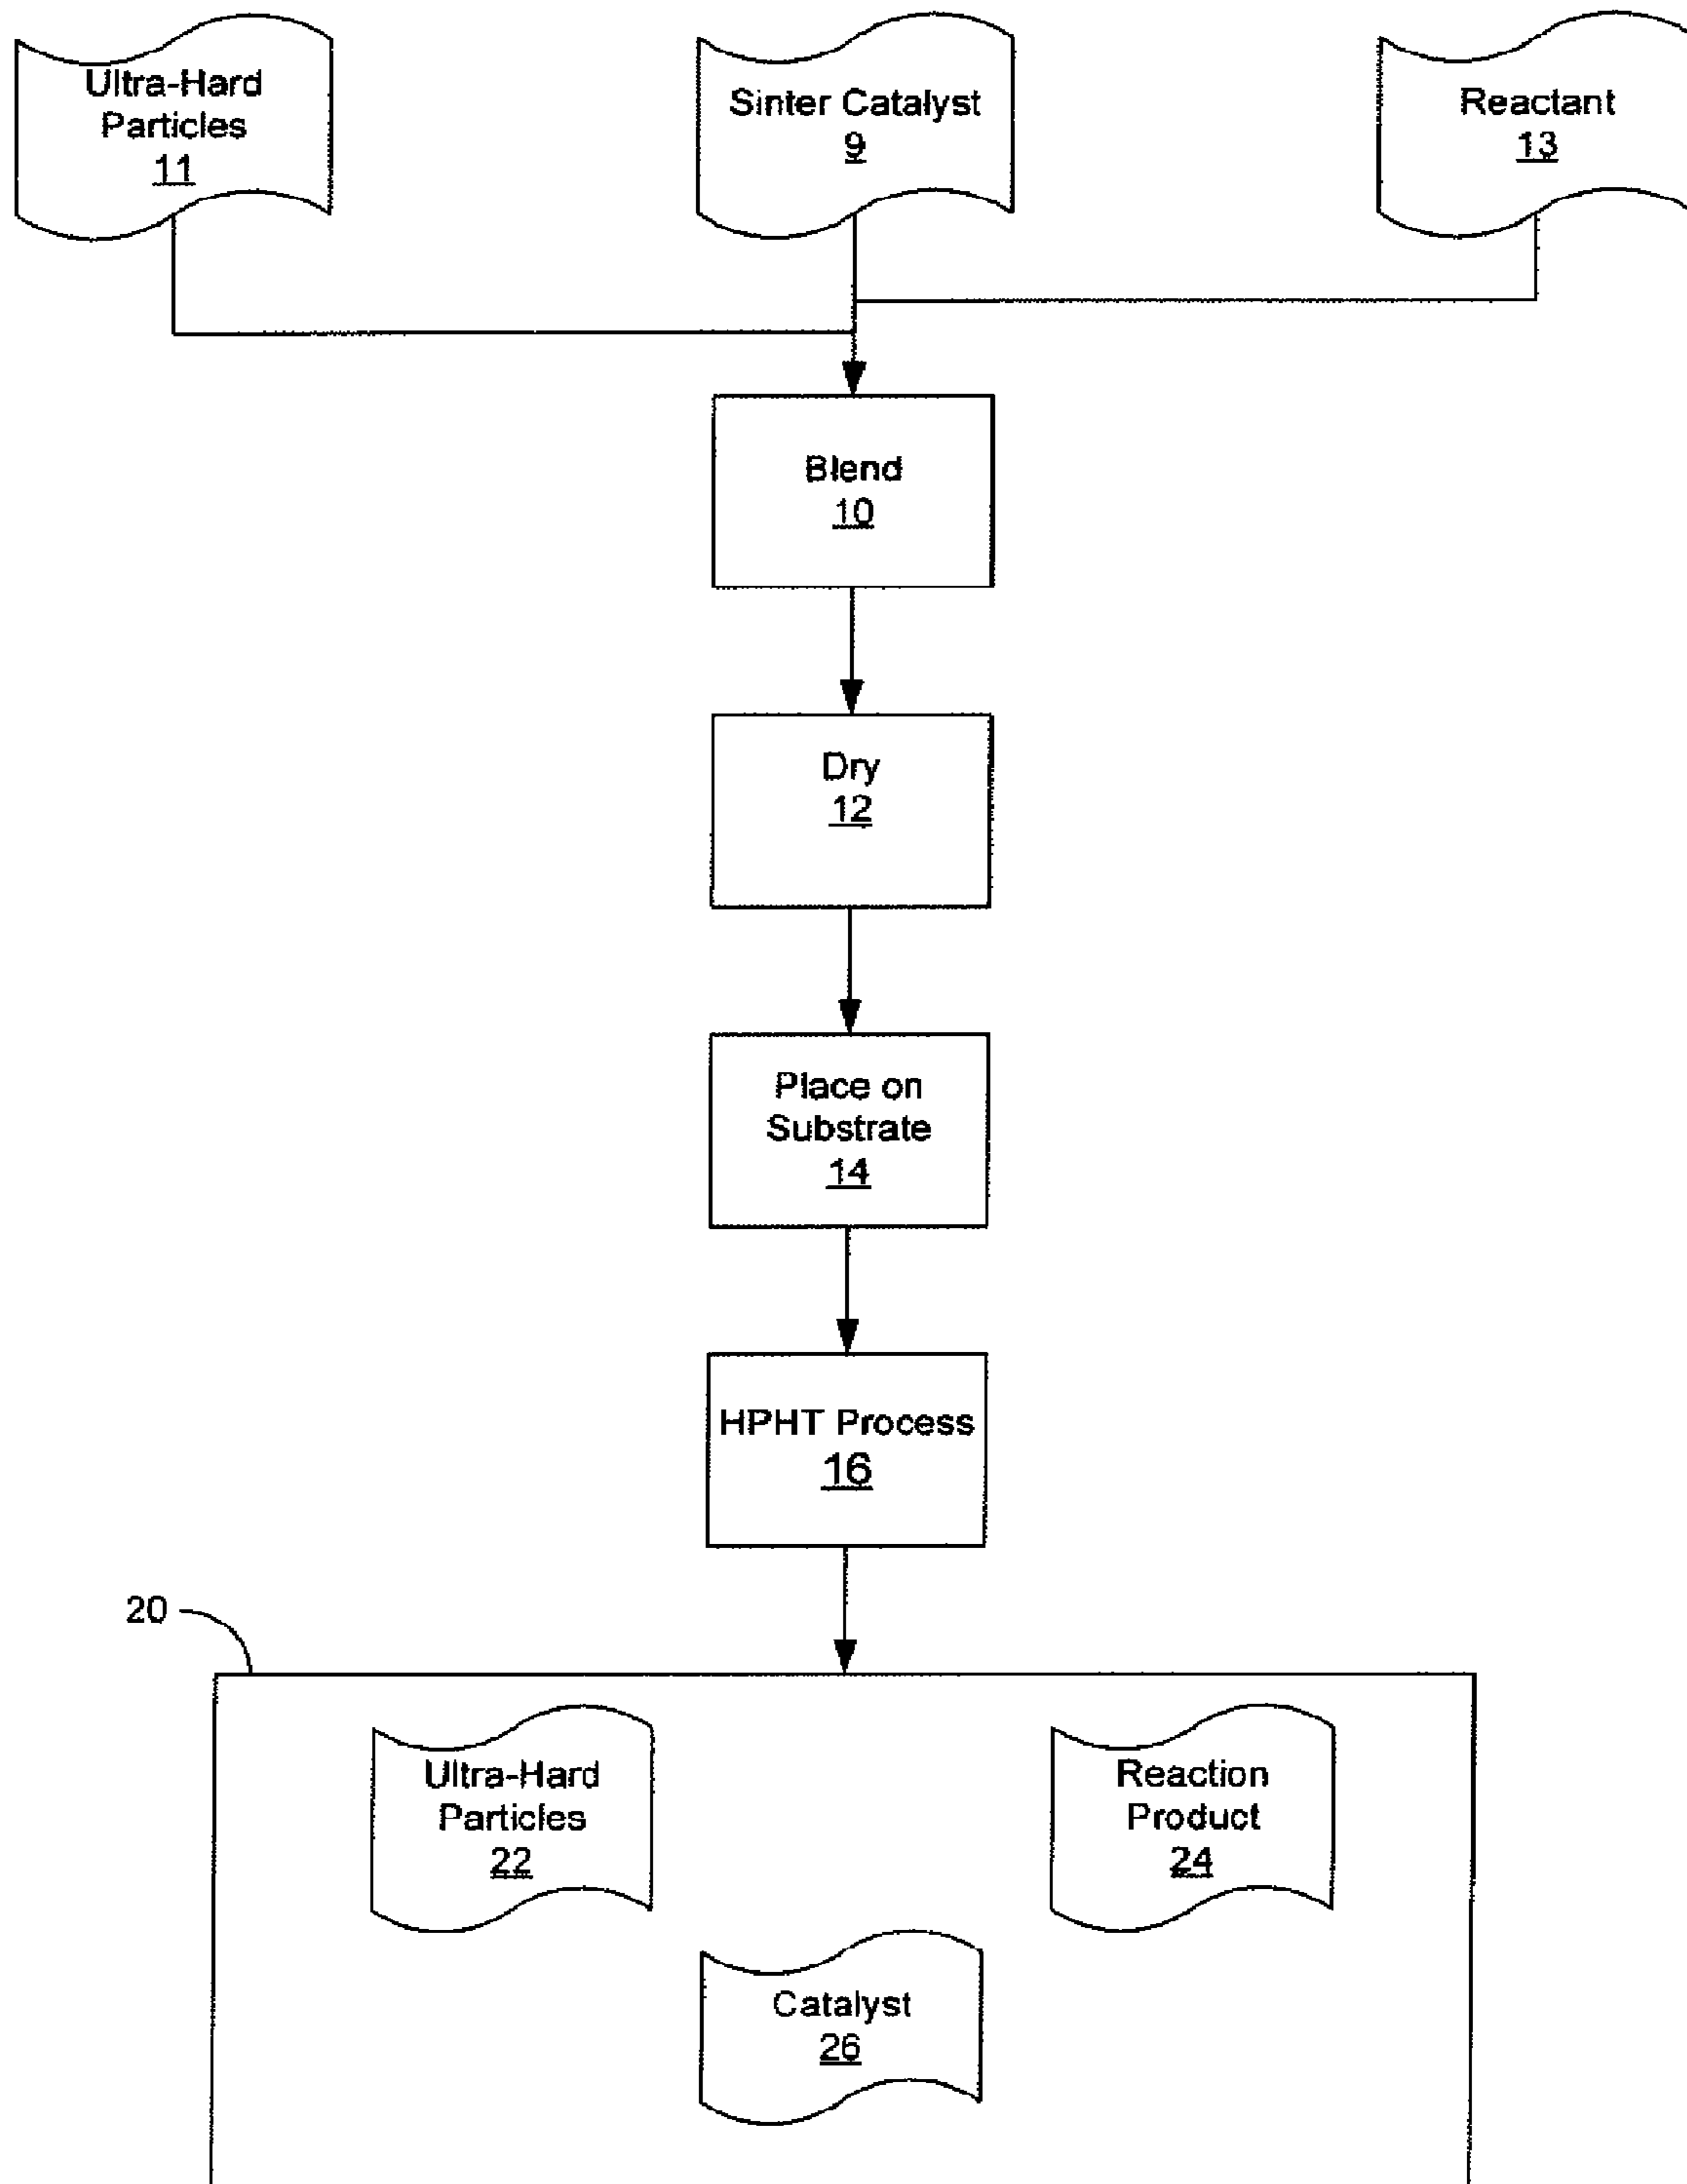 Ultra-Hard
Particles
11
Sinter Catalyst
9
Reactant
13
Blend
10
Dry
12
Place on
Substrate
14
HPHT Process
16
20
Ultra-Hard
Particles
22
Reaction
Product
24
Catalyst
26